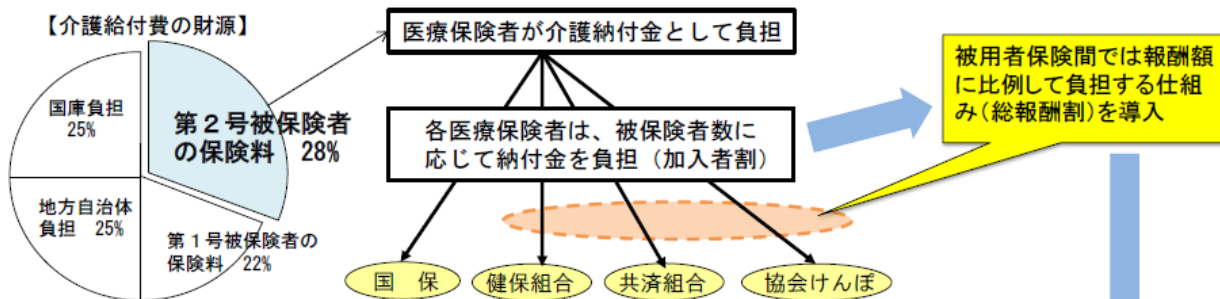 【介護給付費の財源】
国庫負担
25%
第２号被保険者
の保険料　28%
地方自治体
負担　25%
第１号被保険者の
保険料　22%
医療保険者が介護納付金として負担
各医療保険者は、被保険者数に
応じて納付金を負担（加入者割）
国　保
健保組合
共済組合
協会けんぽ
被用者保険間では報酬額
に比例して負担する仕組
み（総報酬割）を導入